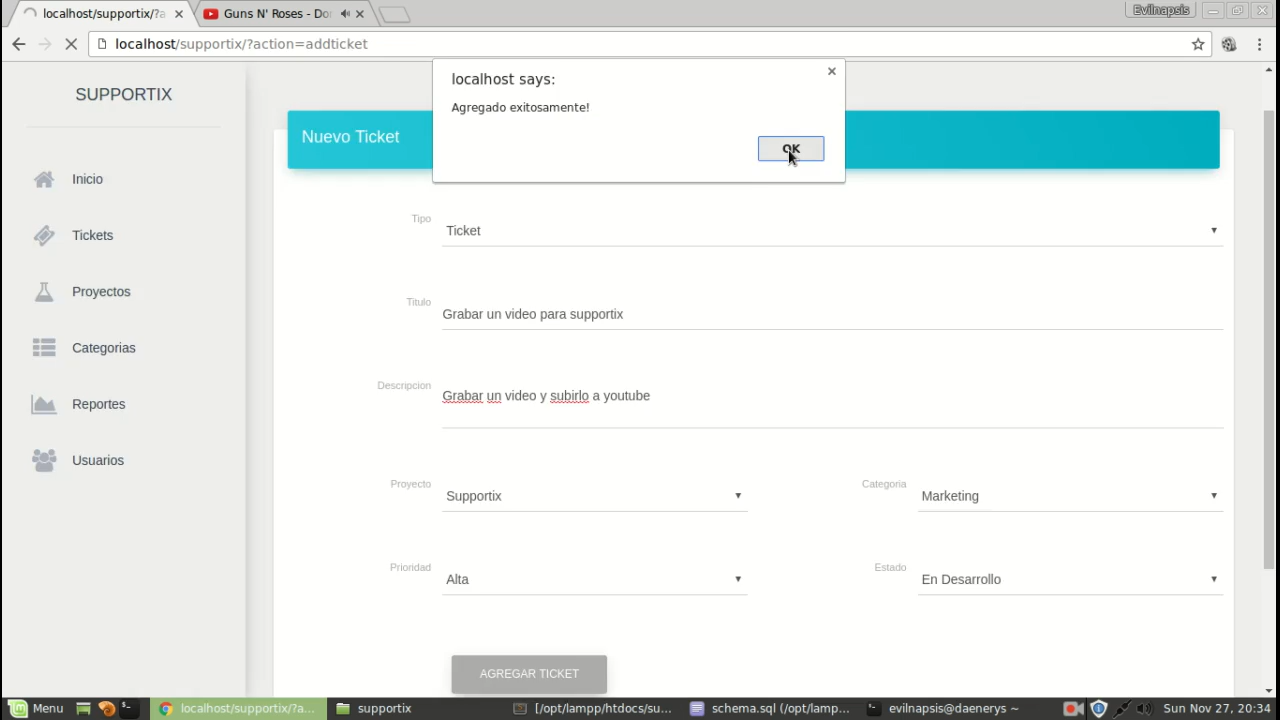 localhost/supportix/?a
Guns N' Roses - Do
Evilnapsis
localhost/supportix/?action=addticket
localhost says:
Agregado exitosamente!
OK
SUPPORTIX
Inicio
Tickets
Proyectos
Categorias
Reportes
Usuarios
Nuevo Ticket
Tipo
Ticket
Titulo
Grabar un video para supportix
Descripcion
Grabar un video y subirlo a youtube
Proyecto
Supportix
Categoria
Marketing
Prioridad
Alta
Estado
En Desarrollo
AGREGAR TICKET
Menu
localhost/supportix/?a...
supportix
[/opt/lampp/htdocs/su...
schema.sql (/opt/lamp...
evilnapsis@daenerys ~
Sun Nov 27, 20:34